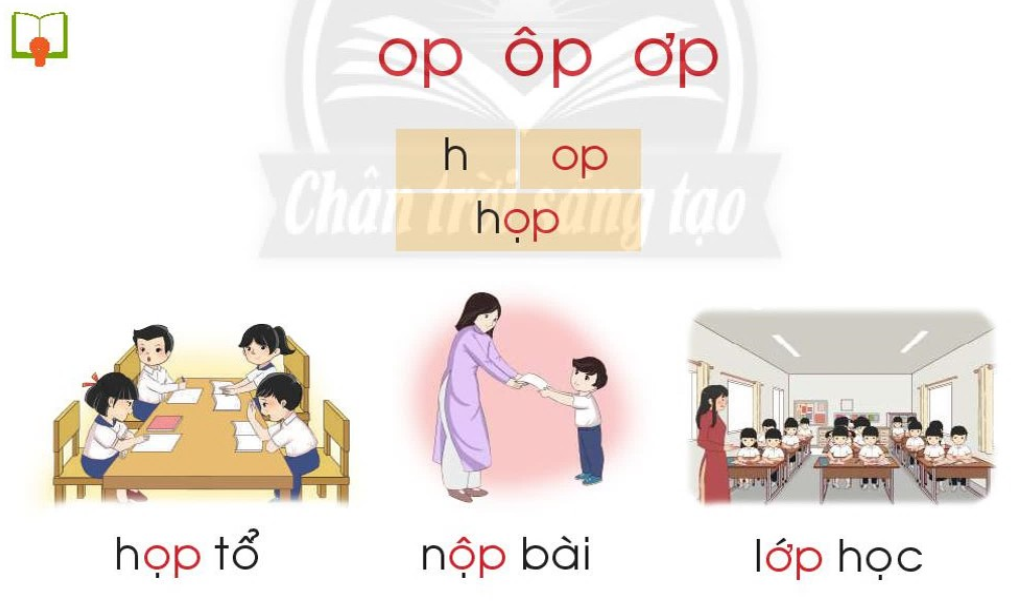 op ôp ơp
h op
Chân trời sáng tạo
họp
họp tổ nộp bài lớp học